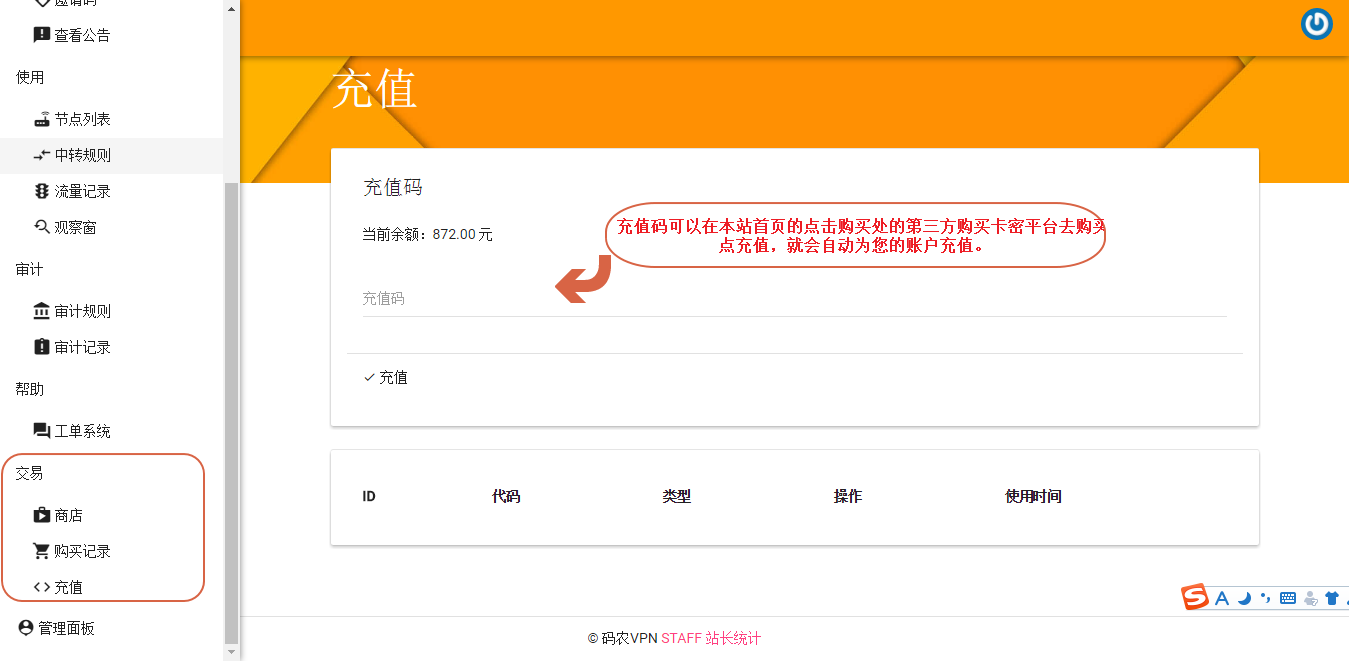 邀请码
查看公告
使用
节点列表
中转规则
流量记录
观察窗
审计
审计规则
审计记录
帮助
工单系统
交易
商店
购买记录
充值
管理面板
充值
充值码
当前余额：872.00 元
充值码可以在本站首页的点击购买处的第三方购买卡密平台去购买
点充值，就会自动为您的账户充值。
充值码
充值
ID 代码 类型 操作 使用时间
© 码农VPN STAFF 站长统计